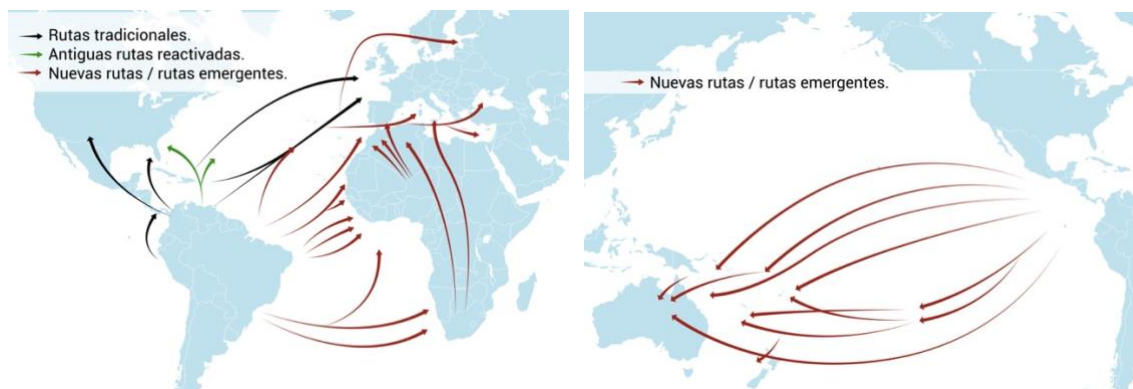 Rutas tradicionales.
Antiguas rutas reactivadas.
Nuevas rutas / rutas emergentes.
Nuevas rutas / rutas emergentes.